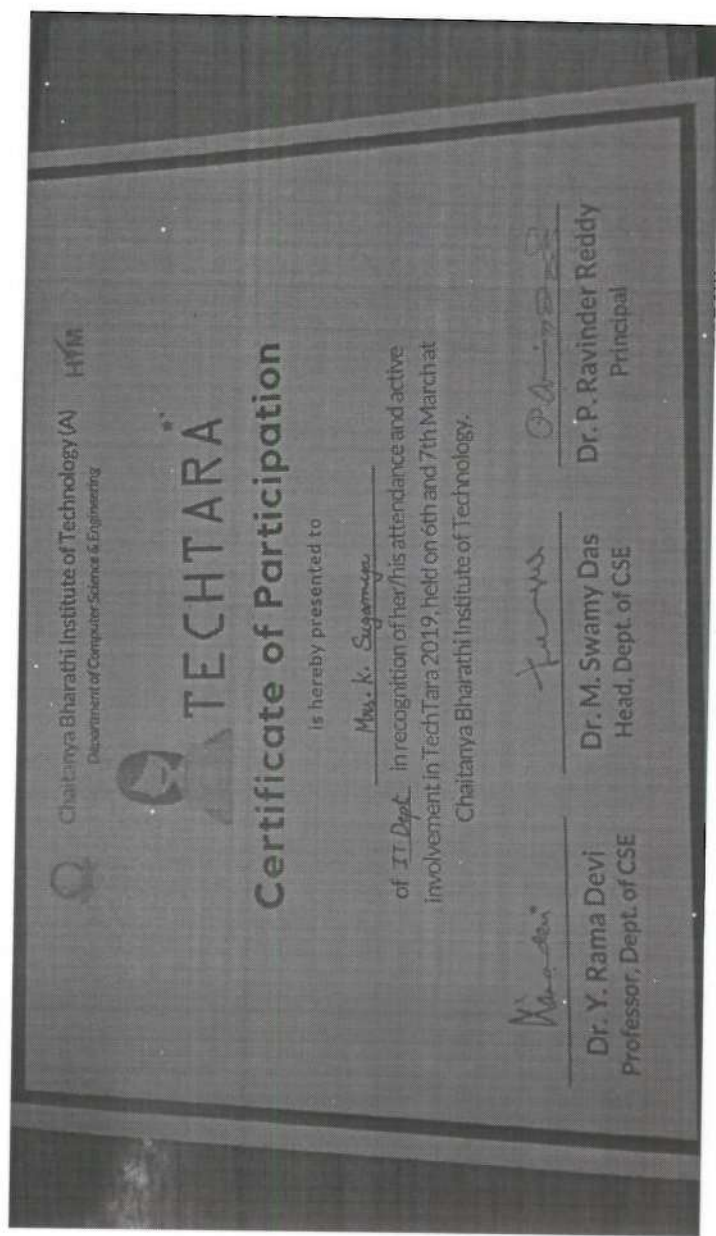 Chaitanya Bharathi Institute of Technology (A)
Department of Computer Science & Engineering
HYM
TECHTARA
Certificate of Participation
is hereby presented to
Mrs. K. Sugamya
of IT Dept in recognition of her/his attendance and active
involvement in TechTara 2019, held on 6th and 7th March at
Chaitanya Bharathi Institute of Technology.
Dr. Y. Rama Devi
Professor, Dept. of CSE
Dr. M. Swamy Das
Head, Dept. of CSE
Dr. P. Ravinder Reddy
Principal